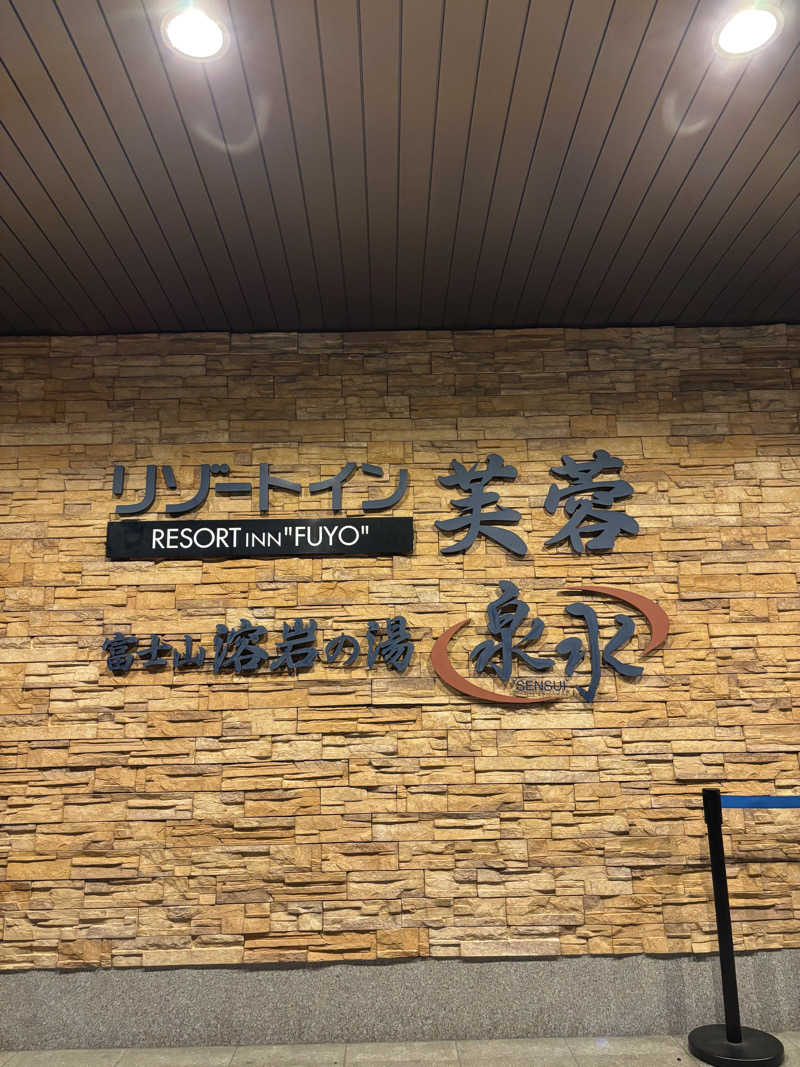 リゾートイン 芙蓉
RESORT INN "FUYO"
富士山溶岩の湯 泉水
SENSUI